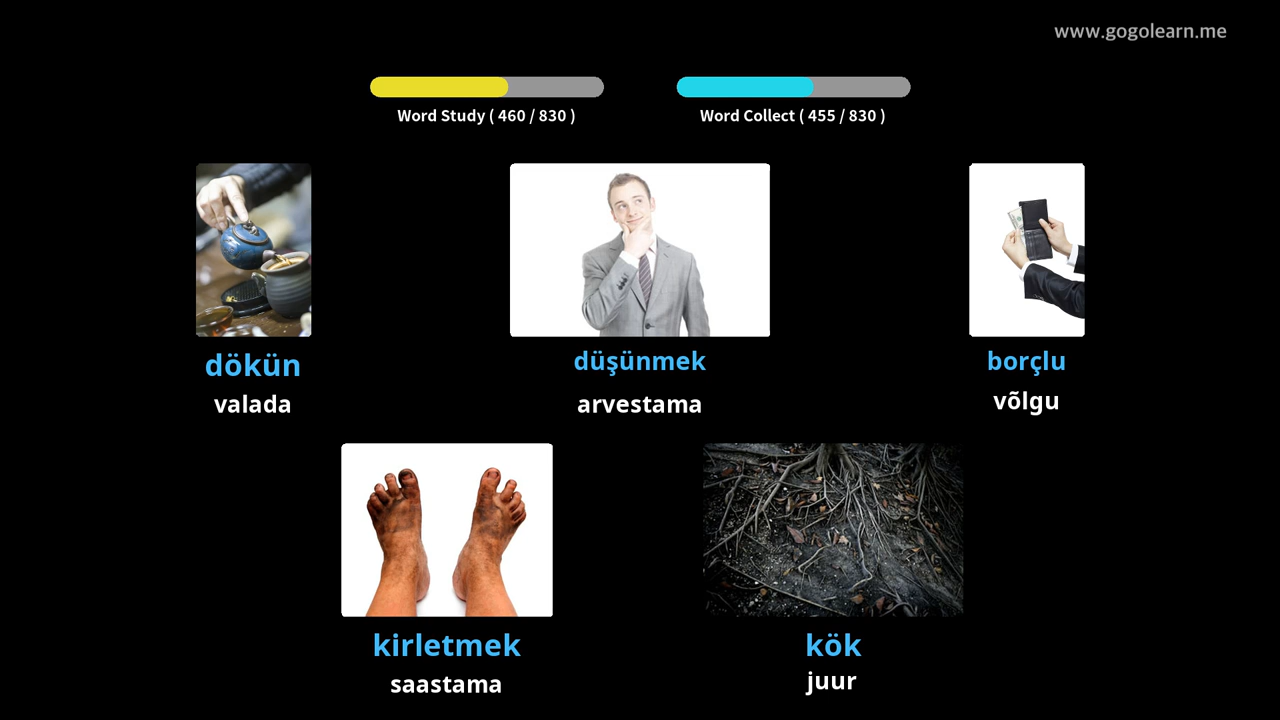 www.gogolearn.me
Word Study ( 460 / 830 )
Word Collect ( 455 / 830 )
dökün
valada
düşünmek
arvestama
borçlu
võlgu
kirletmek
saastama
kök
juur